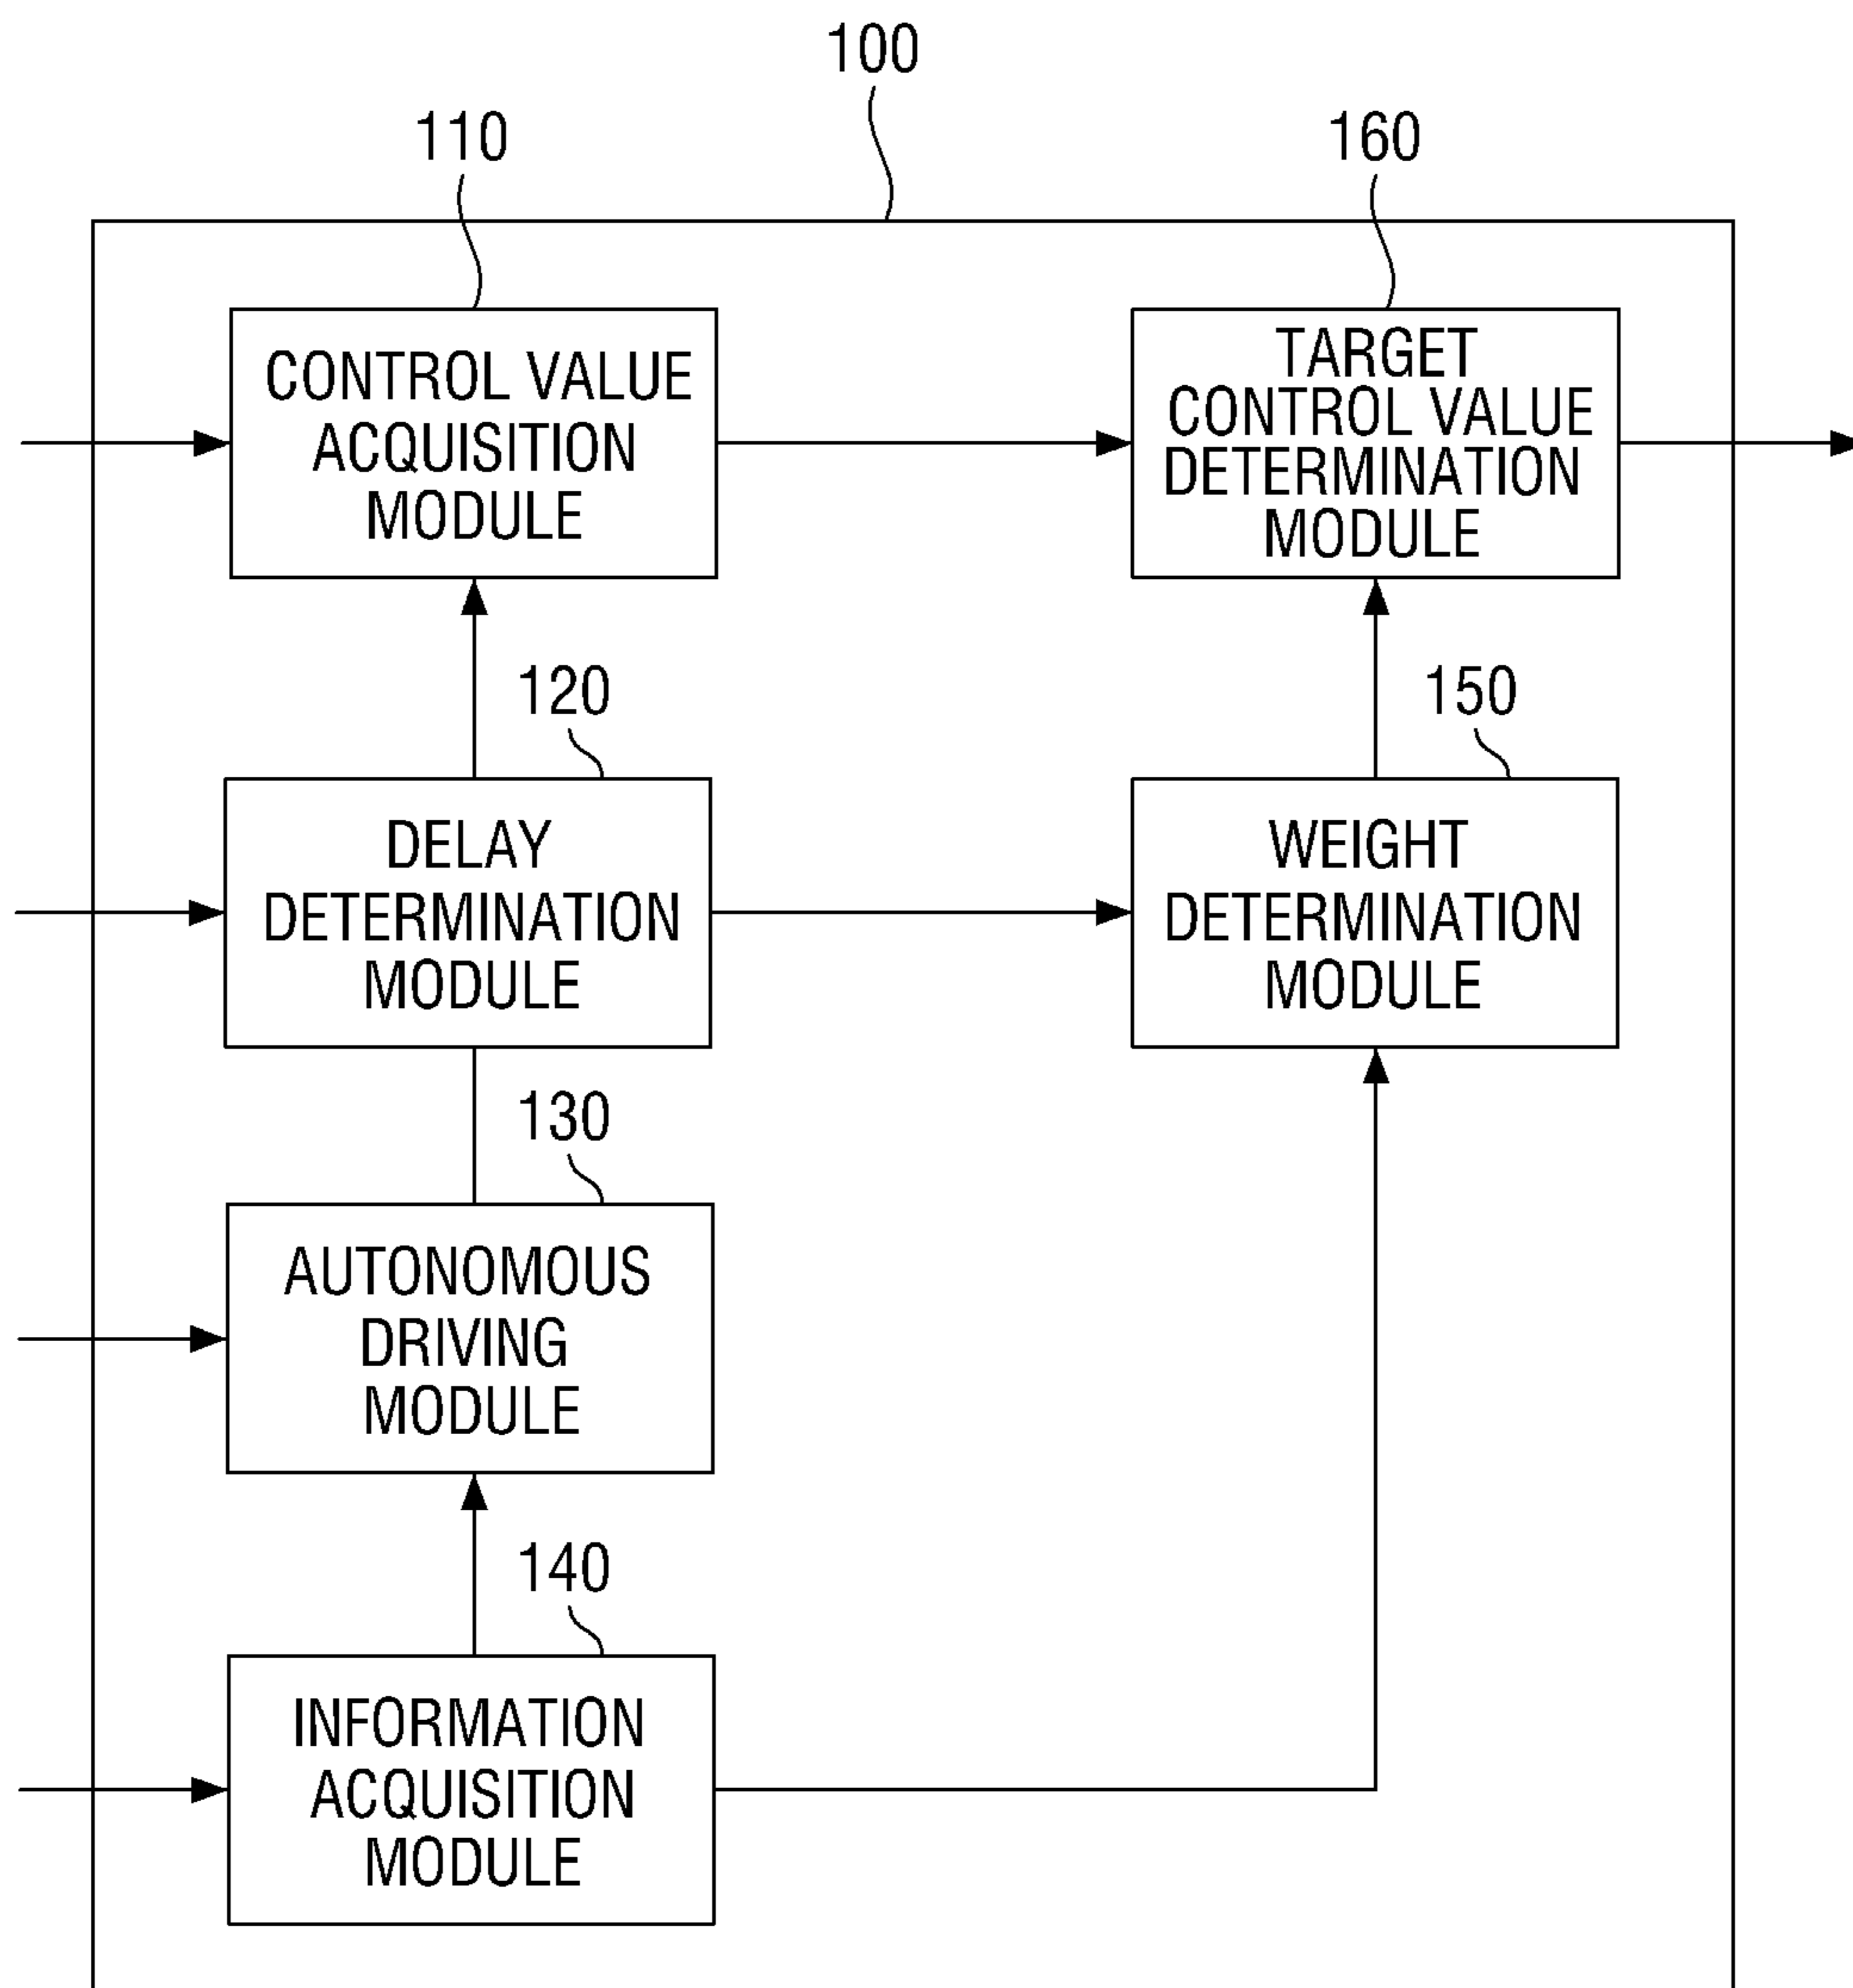 100
110
160
CONTROL VALUE
ACQUISITION
MODULE
TARGET
CONTROL VALUE
DETERMINATION
MODULE
120
150
DELAY
DETERMINATION
MODULE
WEIGHT
DETERMINATION
MODULE
130
AUTONOMOUS
DRIVING
MODULE
140
INFORMATION
ACQUISITION
MODULE